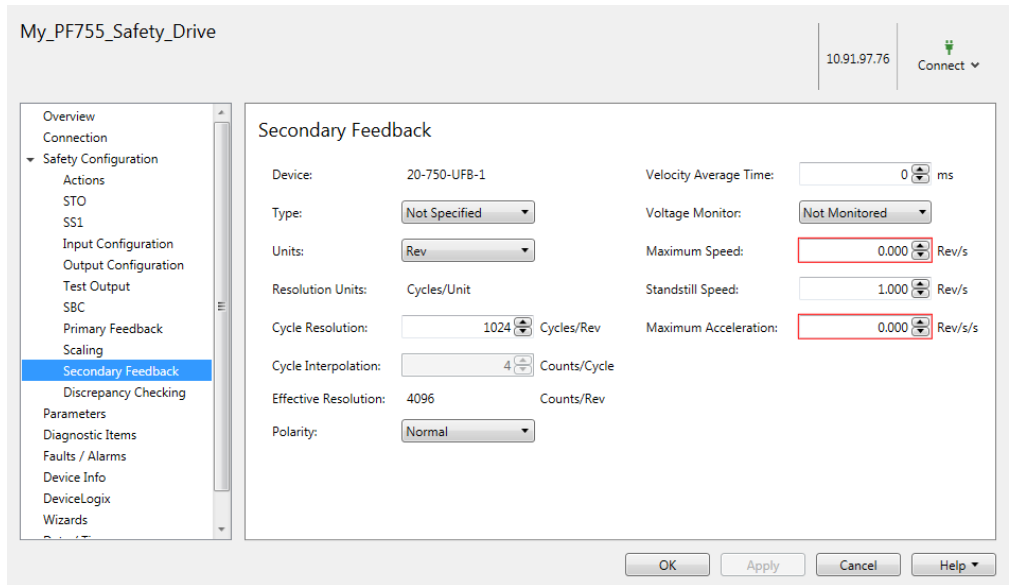 My_PF755_Safety_Drive
10.91.97.76
Connect
Overview
Connection
Safety Configuration
Actions
STO
SS1
Input Configuration
Output Configuration
Test Output
SBC
Primary Feedback
Scaling
Secondary Feedback
Discrepancy Checking
Parameters
Diagnostic Items
Faults / Alarms
Device Info
DeviceLogix
Wizards
Secondary Feedback
Device: 20-750-UFB-1
Type: Not Specified
Units: Rev
Resolution Units: Cycles/Unit
Cycle Resolution: 1024 Cycles/Rev
Cycle Interpolation: 4 Counts/Cycle
Effective Resolution: 4096 Counts/Rev
Polarity: Normal
Velocity Average Time: 0 ms
Voltage Monitor: Not Monitored
Maximum Speed: 0.000 Rev/s
Standstill Speed: 1.000 Rev/s
Maximum Acceleration: 0.000 Rev/s/s
OK
Apply
Cancel
Help